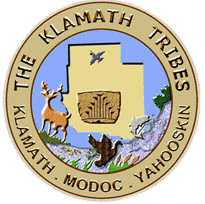 THE KLAMATH TRIBES
KLAMATH . MODOC . YAHOOSKIN